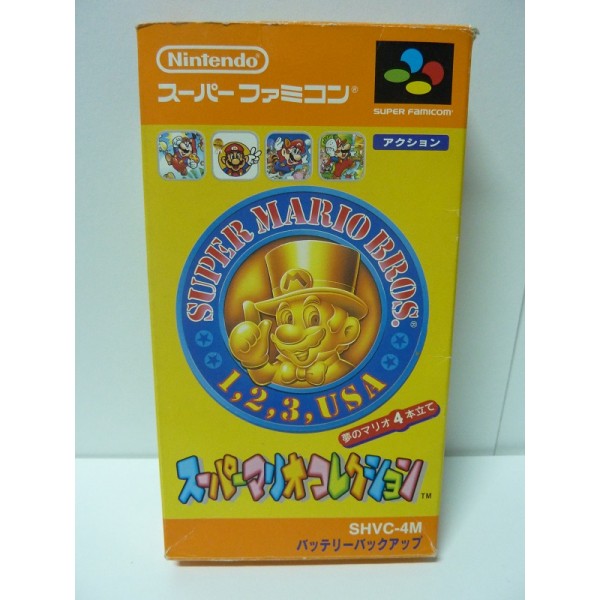 Nintendo
スーパーファミコン®
SUPER FAMICOM®
アクション
SUPER MARIO BROS.®
1,2,3,USA
夢のマリオ4本立て
スーパーマリオコレクション™
SHVC-4M
バッテリーバックアップ